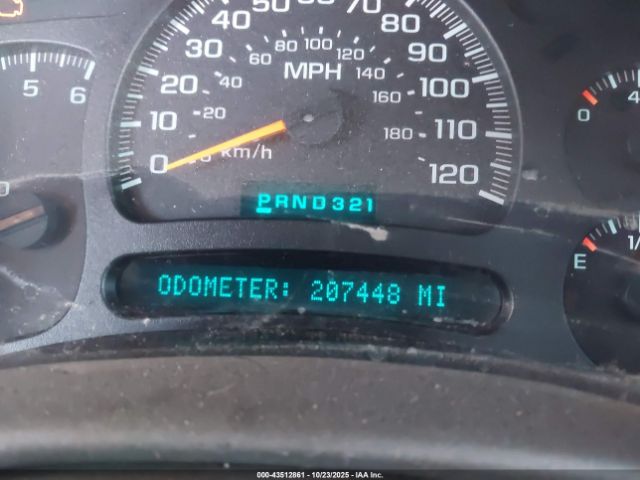 50 60 70
40 80
30 80 100 120 90
60 140
20 40 MPH 160 100
10 20 180 110
0 km/h 120
5 6
0 4
PRND321
E 1/
ODOMETER: 207448 MI
000-43512861 - 10/23/2025 - IAA Inc.